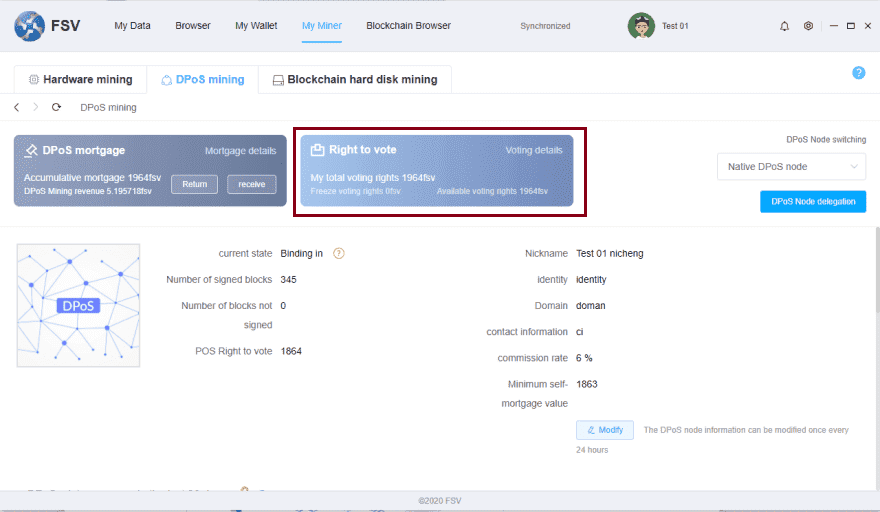 FSV
My Data
Browser
My Wallet
My Miner
Blockchain Browser
Synchronized
Test 01
Hardware mining
DPoS mining
Blockchain hard disk mining
?
DPoS mining
DPoS mortgage
Mortgage details
Accumulative mortgage 1964fsv
DPoS Mining revenue 5.195718fsv
Return
receive
Right to vote
Voting details
My total voting rights 1964fsv
Freeze voting rights 0fsv
Available voting rights 1964fsv
DPoS Node switching
Native DPoS node
DPoS Node delegation
DPoS
current state Binding in ?
Number of signed blocks 345
Number of blocks not 0
signed
POS Right to vote 1864
Nickname Test 01 nicheng
identity identity
Domain doman
contact information ci
commission rate 6 %
Minimum self- 1863
mortgage value
Modify
The DPoS node information can be modified once every
24 hours
©2020 FSV